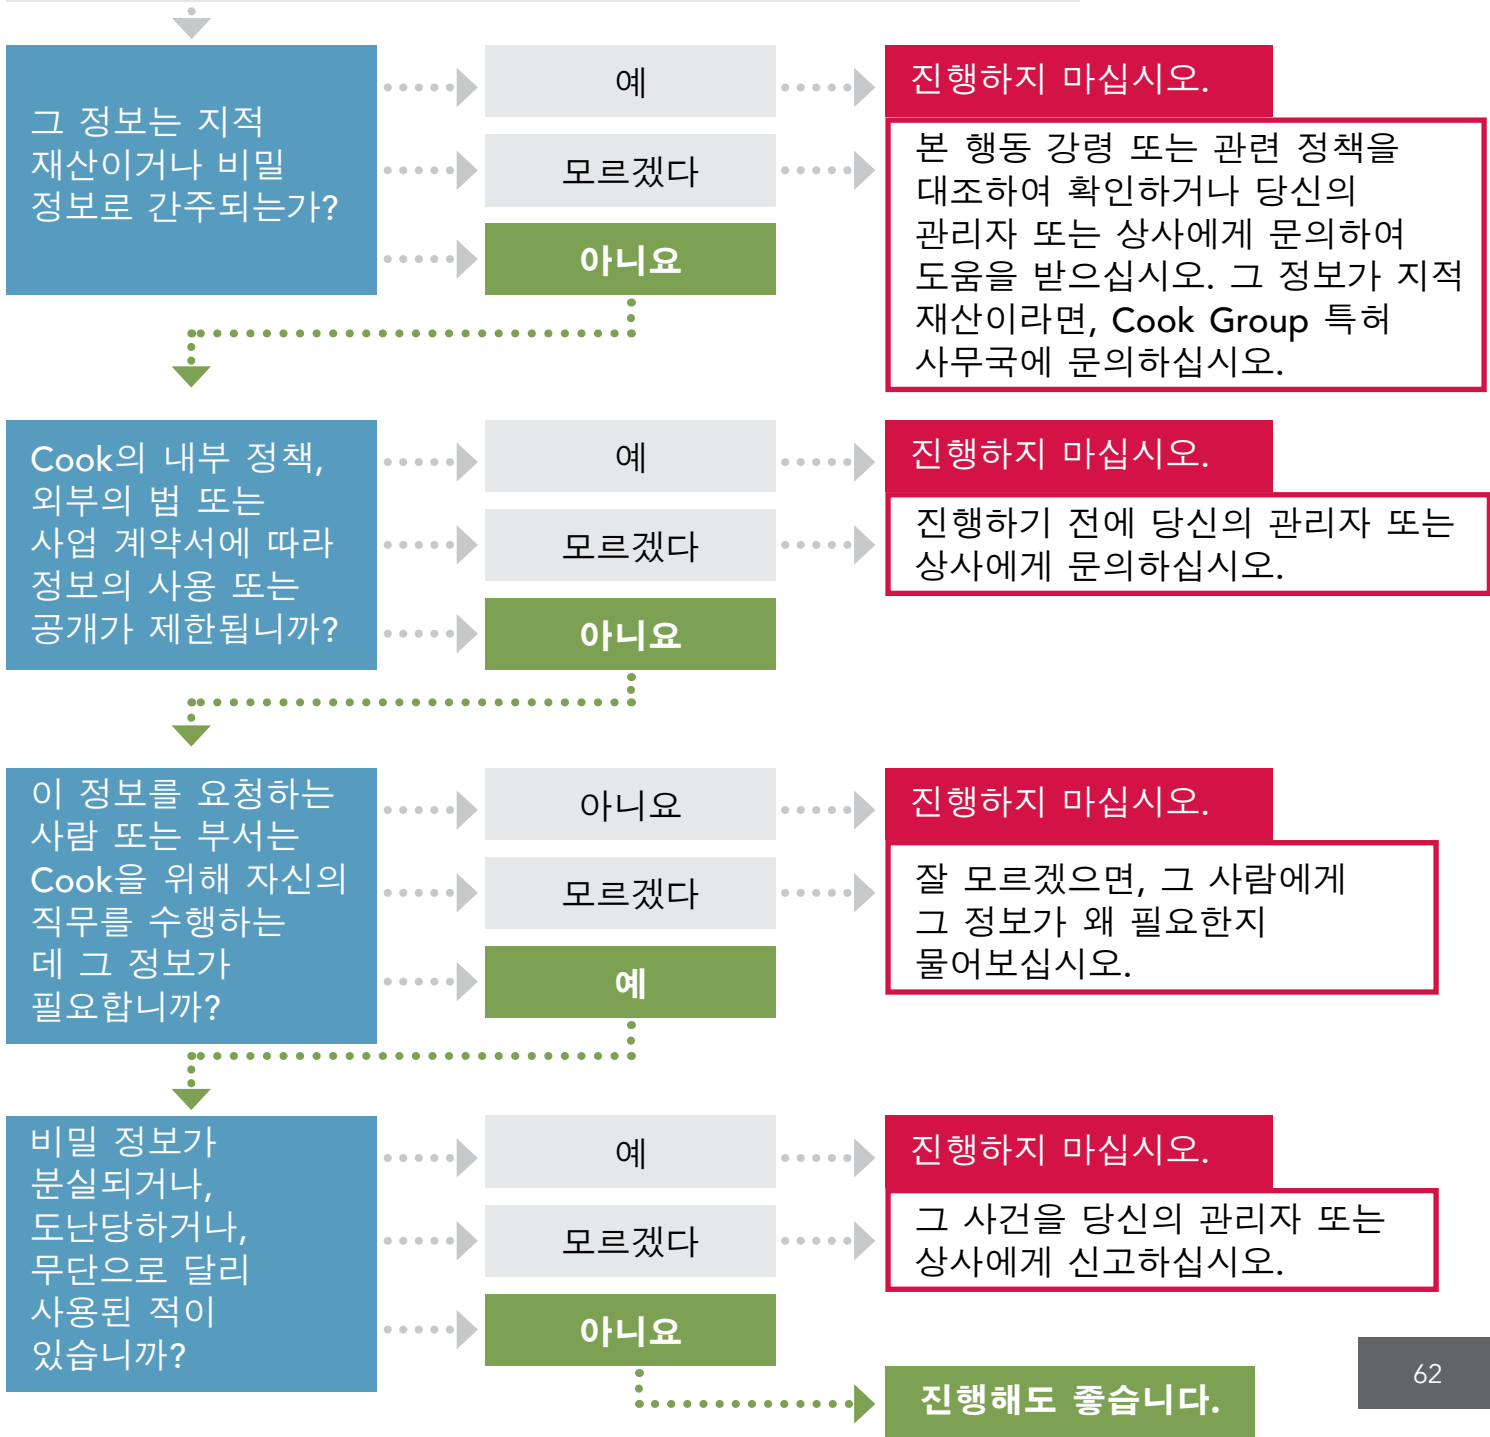 그 정보는 지적
재산이거나 비밀
정보로 간주되는가?
예
진행하지 마십시오.
모르겠다
본 행동 강령 또는 관련 정책을
대조하여 확인하거나 당신의
관리자 또는 상사에게 문의하여
도움을 받으십시오. 그 정보가 지적
재산이라면, Cook Group 특허
사무국에 문의하십시오.
아니요
Cook의 내부 정책,
외부의 법 또는
사업 계약서에 따라
정보의 사용 또는
공개가 제한됩니까?
예
진행하지 마십시오.
모르겠다
진행하기 전에 당신의 관리자 또는
상사에게 문의하십시오.
아니요
이 정보를 요청하는
사람 또는 부서는
Cook을 위해 자신의
직무를 수행하는
데 그 정보가
필요합니까?
아니요
진행하지 마십시오.
모르겠다
잘 모르겠으면, 그 사람에게
그 정보가 왜 필요한지
물어보십시오.
예
비밀 정보가
분실되거나,
도난당하거나,
무단으로 달리
사용된 적이
있습니까?
예
진행하지 마십시오.
모르겠다
그 사건을 당신의 관리자 또는
상사에게 신고하십시오.
아니요
진행해도 좋습니다.
62